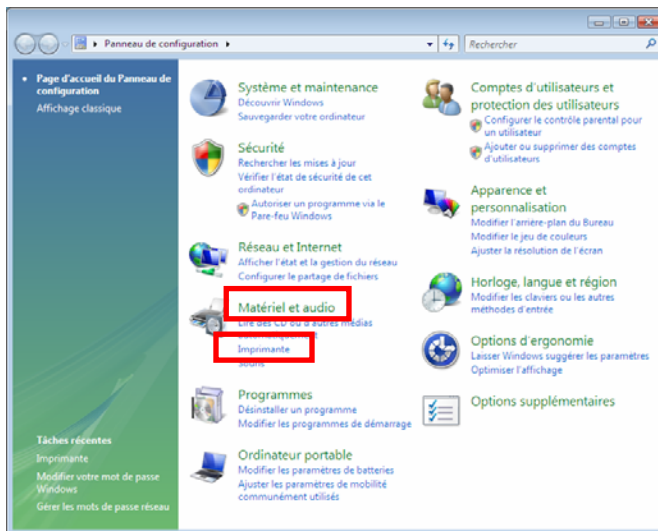 Panneau de configuration
Rechercher
Page d'accueil du Panneau de
configuration
Affichage classique
Système et maintenance
Découvrir Windows
Sauvegarder votre ordinateur
Sécurité
Rechercher les mises à jour
Vérifier l'état de sécurité de cet
ordinateur
Autoriser un programme via le
Pare-feu Windows
Réseau et Internet
Afficher l'état et la gestion du réseau
Configurer le partage de fichiers
Matériel et audio
Lire des CD ou d'autres médias
automatiquement
Imprimante
Souris
Programmes
Désinstaller un programme
Modifier les programmes de démarrage
Ordinateur portable
Modifier les paramètres de batteries
Ajuster les paramètres de mobilité
communément utilisés
Comptes d'utilisateurs et
protection des utilisateurs
Configurer le contrôle parental pour
un utilisateur
Ajouter ou supprimer des comptes
d'utilisateurs
Apparence et
personnalisation
Modifier l'arrière-plan du Bureau
Modifier le jeu de couleurs
Ajuster la résolution de l'écran
Horloge, langue et région
Modifier les claviers ou les autres
méthodes d'entrée
Options d'ergonomie
Laisser Windows suggérer les paramètres
Optimiser l'affichage
Options supplémentaires
Tâches récentes
Imprimante
Modifier votre mot de passe
Windows
Gérer les mots de passe réseau